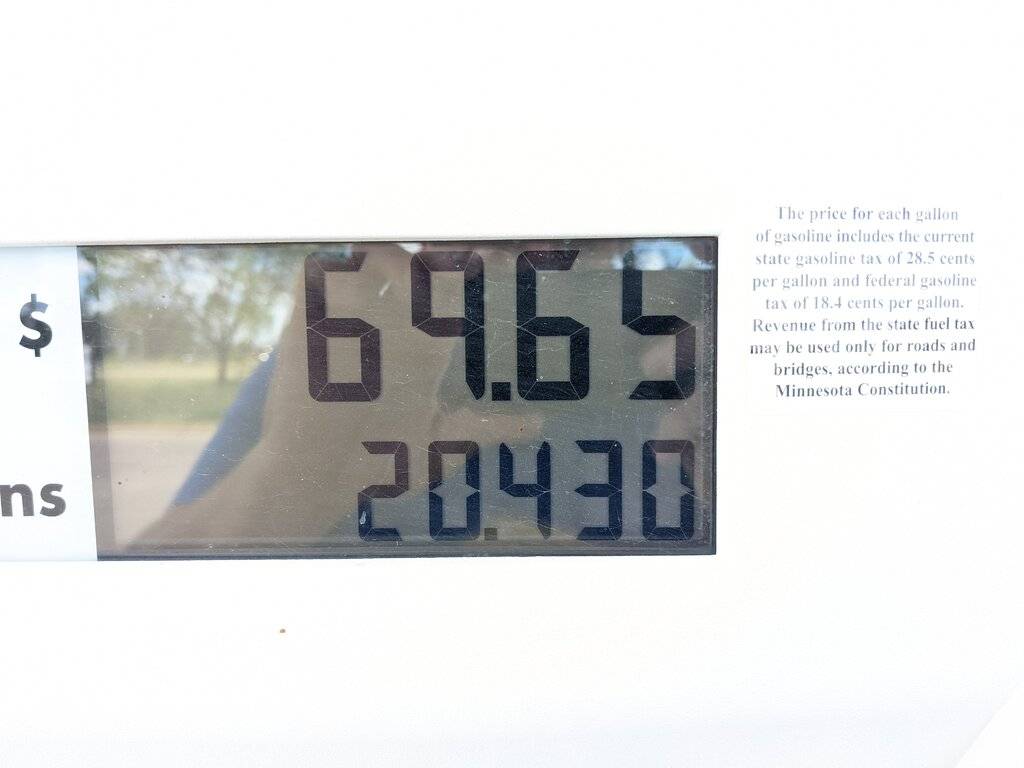 $ 69.65
ns 20.430
The price for each gallon
of gasoline includes the current
state gasoline tax of 28.5 cents
per gallon and federal gasoline
tax of 18.4 cents per gallon.
Revenue from the state fuel tax
may be used only for roads and
bridges, according to the
Minnesota Constitution.